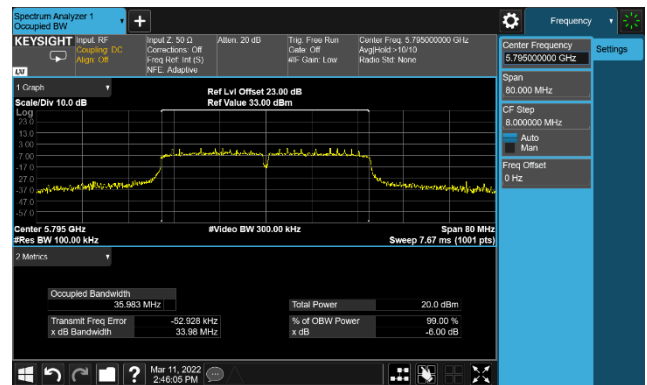 Spectrum Analyzer 1
Occupied BW
Frequency
KEYSIGHT
Input: RF
Coupling: DC
Align: Off
Input Z: 50 Ω
Corrections: Off
Freq Ref: Int (S)
NFE: Adaptive
Atten: 20 dB
Trig: Free Run
Gate: Off
#IF Gain: Low
Center Freq: 5.795000000 GHz
Avg|Hold:>10/10
Radio Std: None
LXI
Center Frequency
5.795000000 GHz
Settings
Span
80.000 MHz
CF Step
8.000000 MHz
Auto
Man
Freq Offset
0 Hz
1 Graph
Scale/Div 10.0 dB
Ref Lvl Offset 23.00 dB
Ref Value 33.00 dBm
Log
23.0
13.0
3.00
-7.00
-17.0
-27.0
-37.0
-47.0
-57.0
Center 5.795 GHz
#Res BW 100.00 kHz
#Video BW 300.00 kHz
Span 80 MHz
Sweep 7.67 ms (1001 pts)
2 Metrics
Occupied Bandwidth
35.983 MHz
Total Power 20.0 dBm
Transmit Freq Error -52.928 kHz
% of OBW Power 99.00 %
x dB Bandwidth 33.98 MHz
x dB -6.00 dB
?
Mar 11, 2022
2:46:05 PM